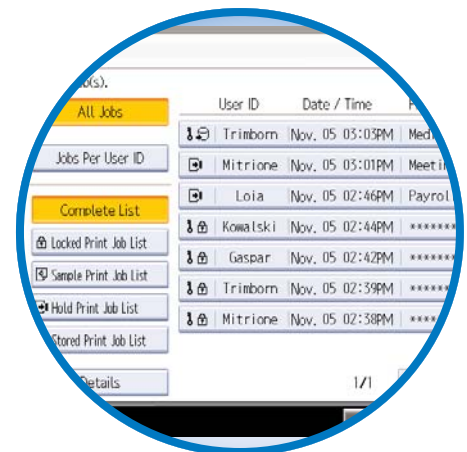 User ID Date / Time
All Jobs
Trimborn Nov. 05 03:03PM
Jobs Per User ID
Mitrione Nov. 05 03:01PM
Loia Nov. 05 02:46PM
Complete List
Kowalski Nov. 05 02:44PM *******
Locked Print Job List
Gaspar Nov. 05 02:42PM *******
Sample Print Job List
Trimborn Nov. 05 02:39PM *******
Hold Print Job List
Mitrione Nov. 05 02:38PM ****
Stored Print Job List
Details
1/1